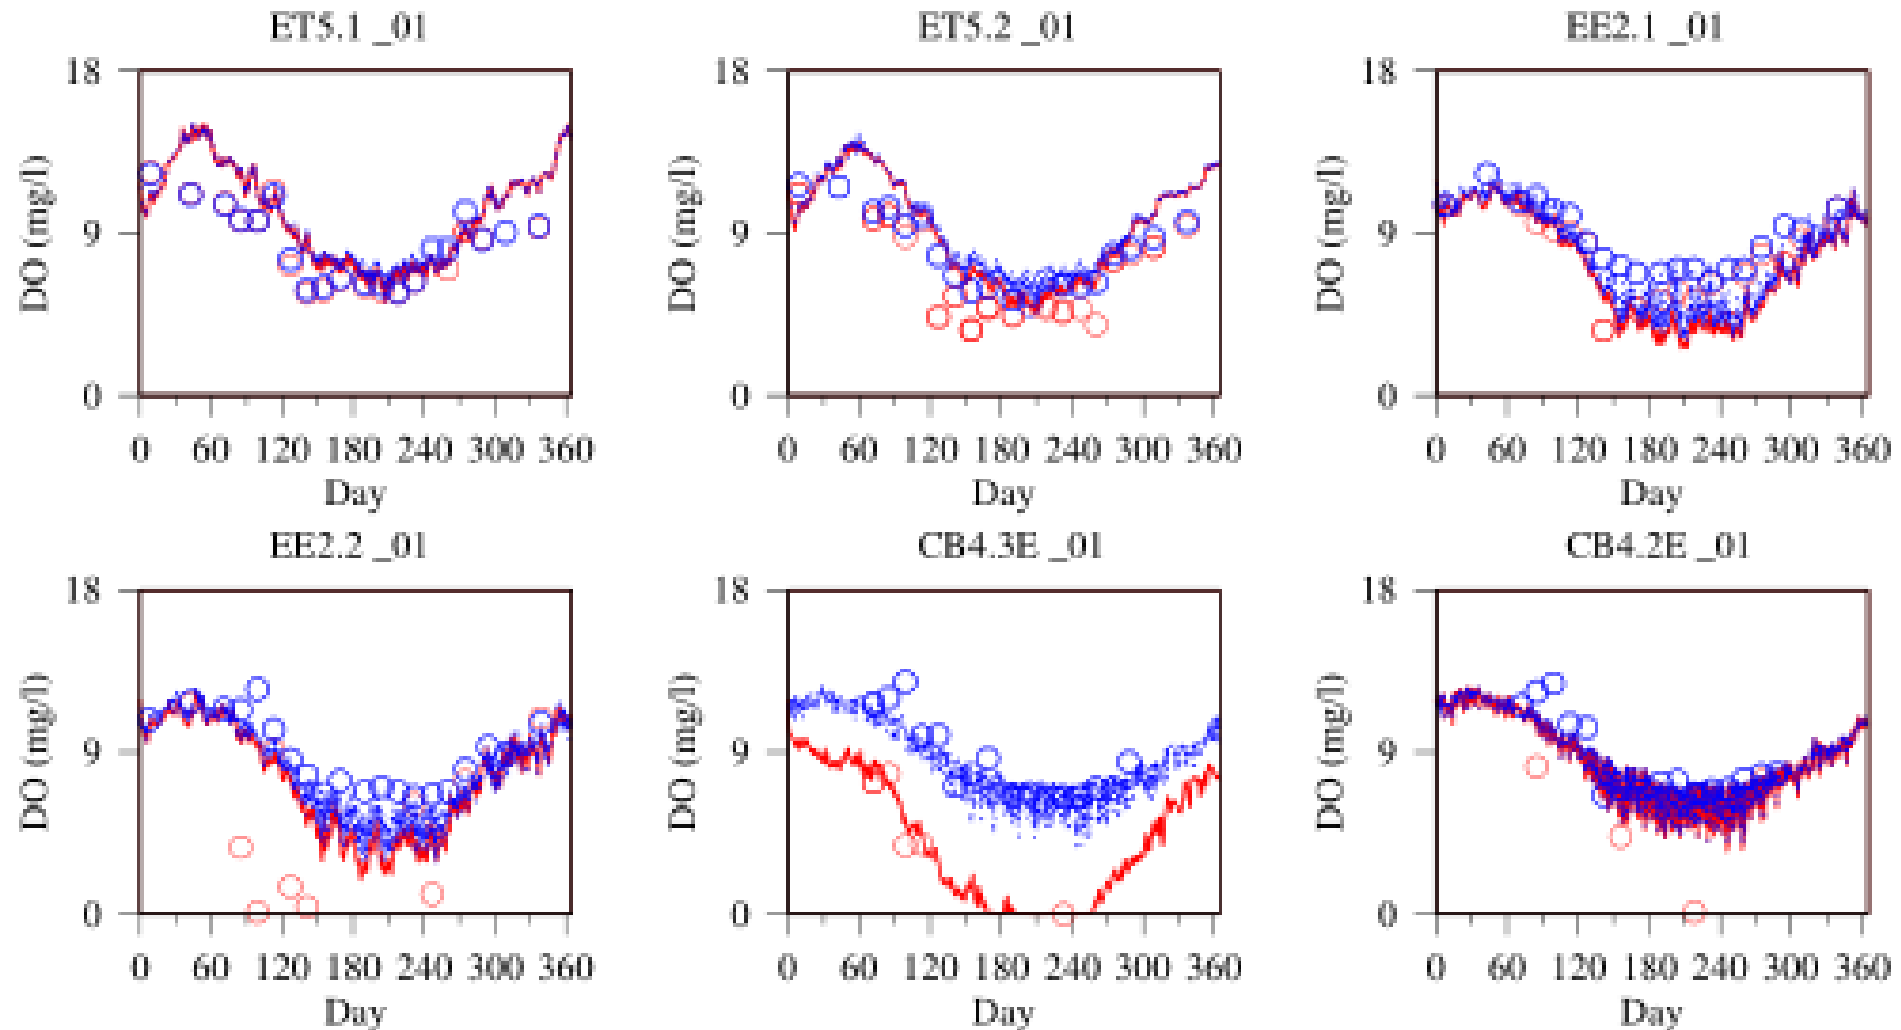 ET5.1 _01 ET5.2 _01 EE2.1 _01
18 18 18
DO (mg/l) DO (mg/l) DO (mg/l)
9 9 9
0 0 0
0 60 120 180 240 300 360 0 60 120 180 240 300 360 0 60 120 180 240 300 360
Day Day Day
EE2.2 _01 CB4.3E _01 CB4.2E _01
18 18 18
DO (mg/l) DO (mg/l) DO (mg/l)
9 9 9
0 0 0
0 60 120 180 240 300 360 0 60 120 180 240 300 360 0 60 120 180 240 300 360
Day Day Day